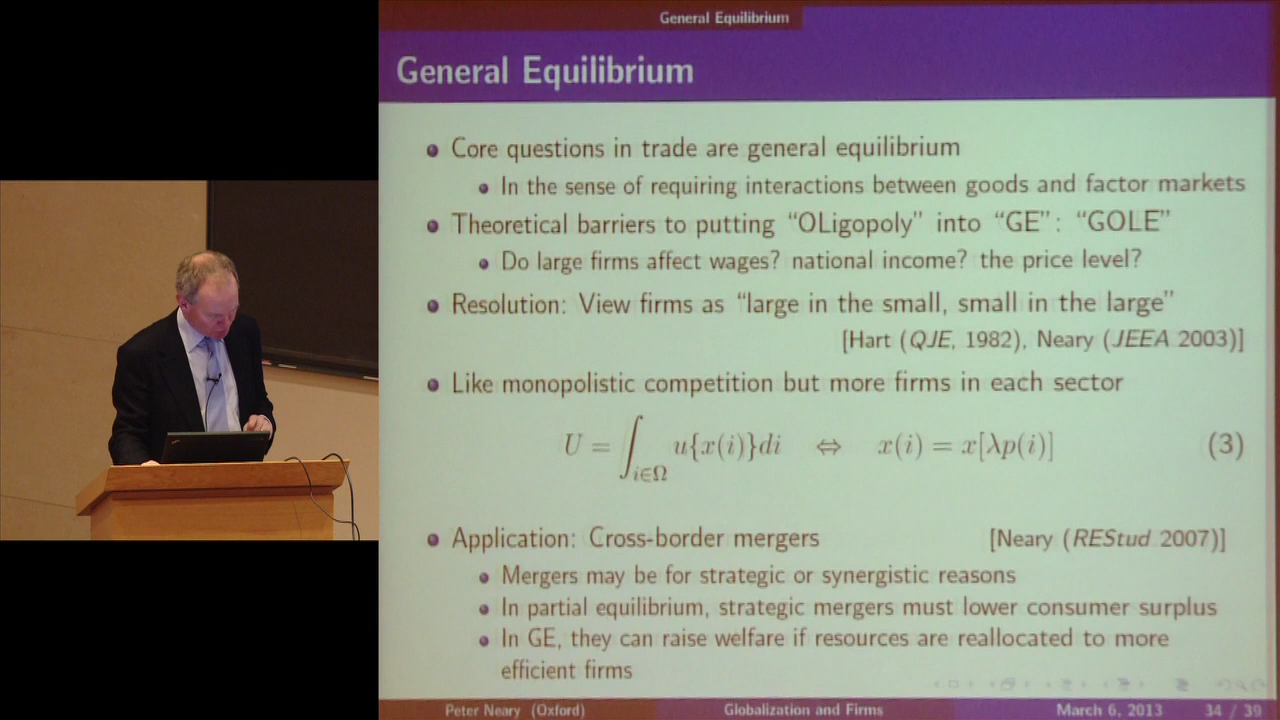 General Equilibrium
General Equilibrium
Core questions in trade are general equilibrium
In the sense of requiring interactions between goods and factor markets
Theoretical barriers to putting “OLigopoly” into “GE”: “GOLE”
Do large firms affect wages? national income? the price level?
Resolution: View firms as “large in the small, small in the large”
[Hart (QJE, 1982), Neary (JEEA 2003)]
Like monopolistic competition but more firms in each sector
U = ∫_{i∈Ω} u{x(i)}di ⇔ x(i) = x[λp(i)] (3)
Application: Cross-border mergers [Neary (REStud 2007)]
Mergers may be for strategic or synergistic reasons
In partial equilibrium, strategic mergers must lower consumer surplus
In GE, they can raise welfare if resources are reallocated to more
efficient firms
Peter Neary (Oxford) Globalization and Firms March 6, 2013 34 / 39